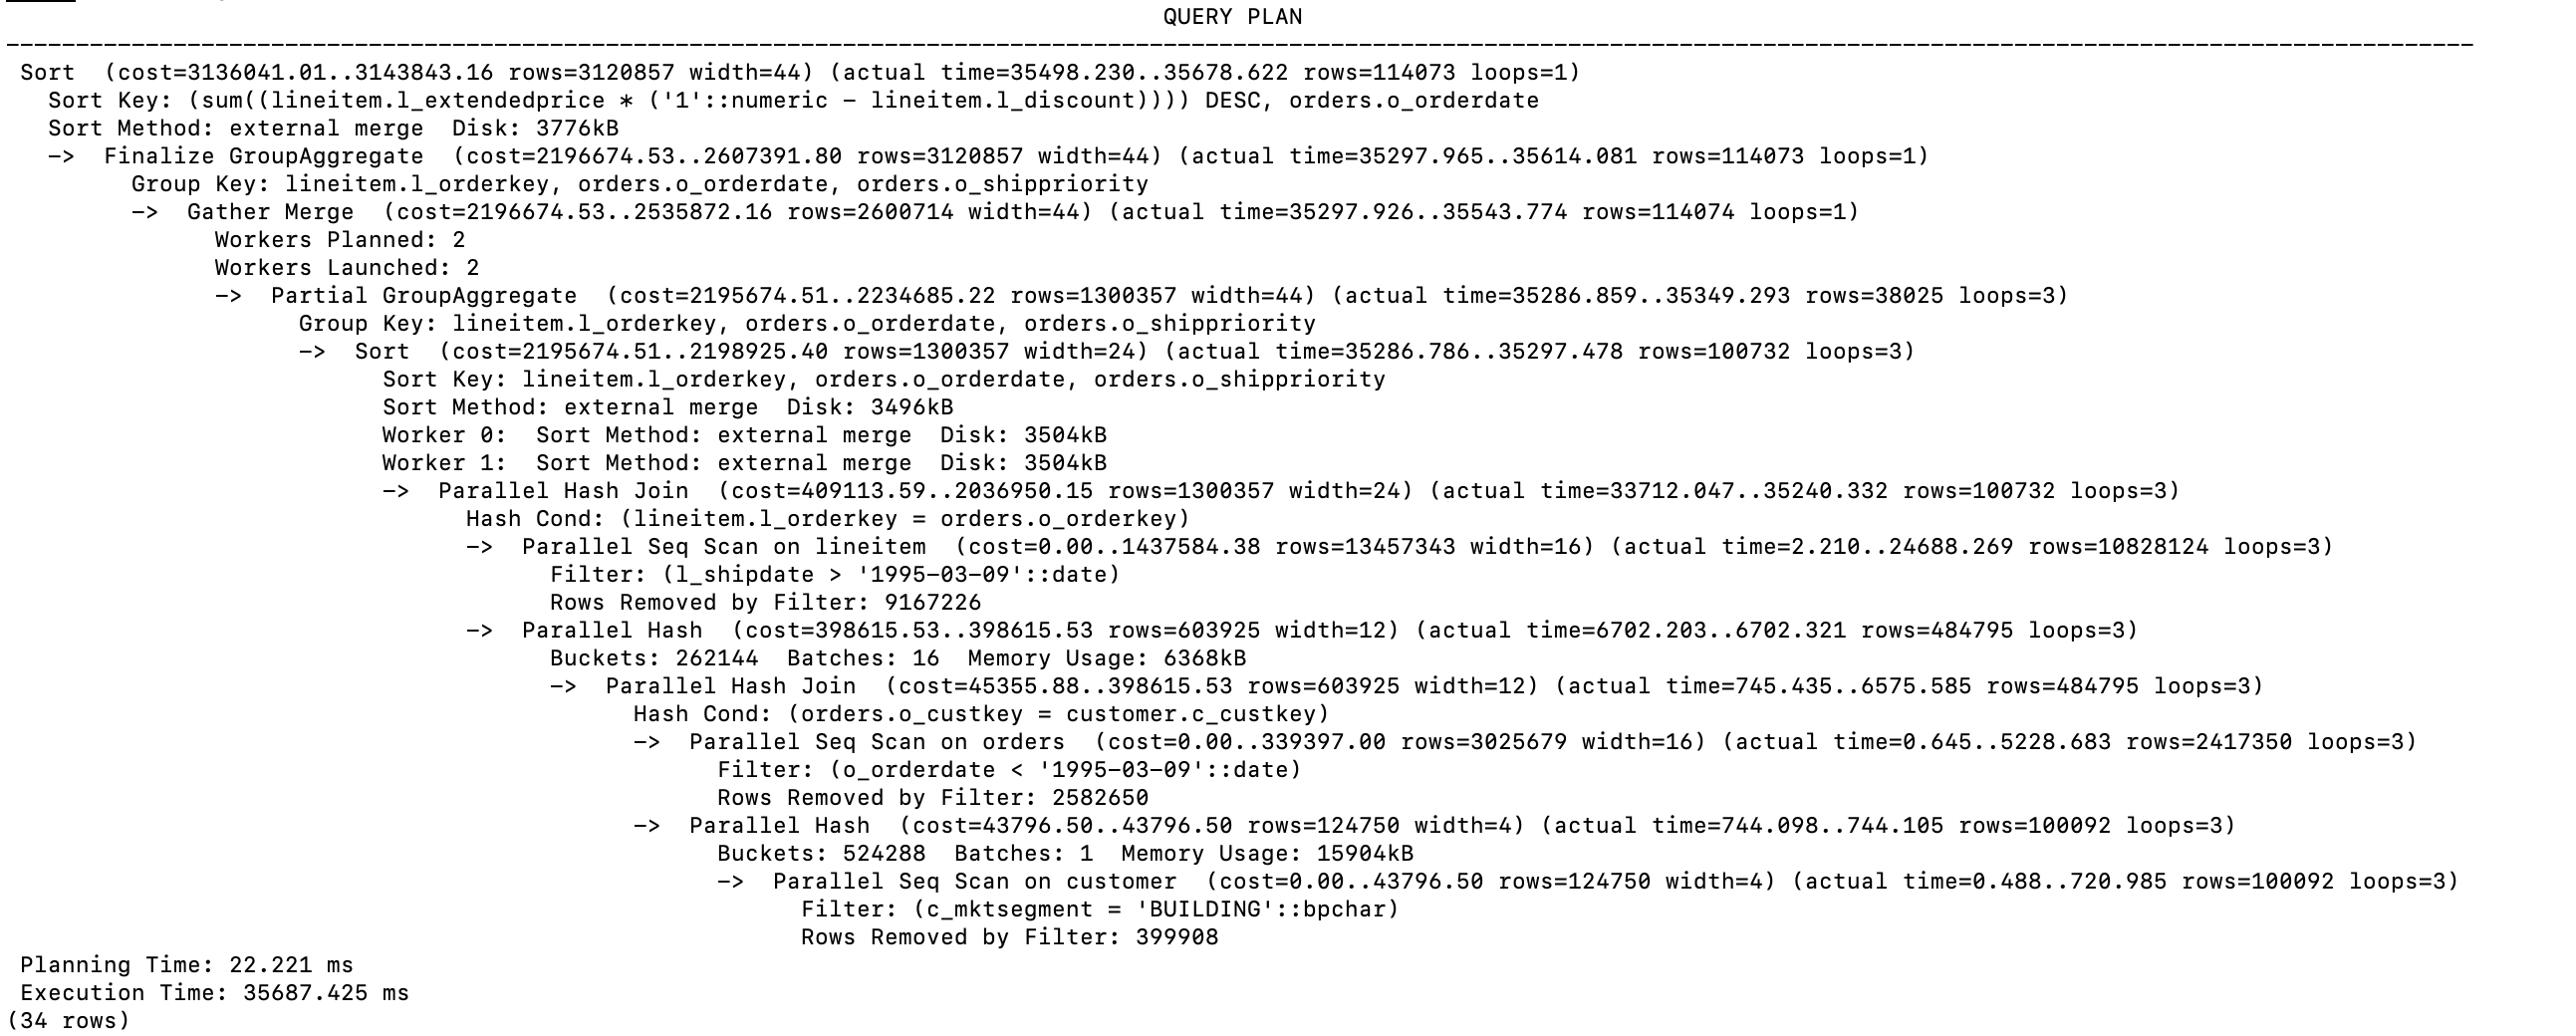 QUERY PLAN
------------------------------------------------------------------------------------------------------------------------------------------------------------------------------------
Sort  (cost=3136041.01..3143843.16 rows=3120857 width=44) (actual time=35498.230..35678.622 rows=114073 loops=1)
Sort Key: (sum((lineitem.l_extendedprice * ('1'::numeric - lineitem.l_discount)))) DESC, orders.o_orderdate
Sort Method: external merge  Disk: 3776kB
->  Finalize GroupAggregate  (cost=2196674.53..2607391.80 rows=3120857 width=44) (actual time=35297.965..35614.081 rows=114073 loops=1)
Group Key: lineitem.l_orderkey, orders.o_orderdate, orders.o_shippriority
->  Gather Merge  (cost=2196674.53..2535872.16 rows=2600714 width=44) (actual time=35297.926..35543.774 rows=114074 loops=1)
Workers Planned: 2
Workers Launched: 2
->  Partial GroupAggregate  (cost=2195674.51..2234685.22 rows=1300357 width=44) (actual time=35286.859..35349.293 rows=38025 loops=3)
Group Key: lineitem.l_orderkey, orders.o_orderdate, orders.o_shippriority
->  Sort  (cost=2195674.51..2198925.40 rows=1300357 width=24) (actual time=35286.786..35297.478 rows=100732 loops=3)
Sort Key: lineitem.l_orderkey, orders.o_orderdate, orders.o_shippriority
Sort Method: external merge  Disk: 3496kB
Worker 0:  Sort Method: external merge  Disk: 3504kB
Worker 1:  Sort Method: external merge  Disk: 3504kB
->  Parallel Hash Join  (cost=409113.59..2036950.15 rows=1300357 width=24) (actual time=33712.047..35240.332 rows=100732 loops=3)
Hash Cond: (lineitem.l_orderkey = orders.o_orderkey)
->  Parallel Seq Scan on lineitem  (cost=0.00..1437584.38 rows=13457343 width=16) (actual time=2.210..24688.269 rows=10828124 loops=3)
Filter: (l_shipdate > '1995-03-09'::date)
Rows Removed by Filter: 9167226
->  Parallel Hash  (cost=398615.53..398615.53 rows=603925 width=12) (actual time=6702.203..6702.321 rows=484795 loops=3)
Buckets: 262144  Batches: 16  Memory Usage: 6368kB
->  Parallel Hash Join  (cost=45355.88..398615.53 rows=603925 width=12) (actual time=745.435..6575.585 rows=484795 loops=3)
Hash Cond: (orders.o_custkey = customer.c_custkey)
->  Parallel Seq Scan on orders  (cost=0.00..339397.00 rows=3025679 width=16) (actual time=0.645..5228.683 rows=2417350 loops=3)
Filter: (o_orderdate < '1995-03-09'::date)
Rows Removed by Filter: 2582650
->  Parallel Hash  (cost=43796.50..43796.50 rows=124750 width=4) (actual time=744.098..744.105 rows=100092 loops=3)
Buckets: 524288  Batches: 1  Memory Usage: 15904kB
->  Parallel Seq Scan on customer  (cost=0.00..43796.50 rows=124750 width=4) (actual time=0.488..720.985 rows=100092 loops=3)
Filter: (c_mktsegment = 'BUILDING'::bpchar)
Rows Removed by Filter: 399908
Planning Time: 22.221 ms
Execution Time: 35687.425 ms
(34 rows)